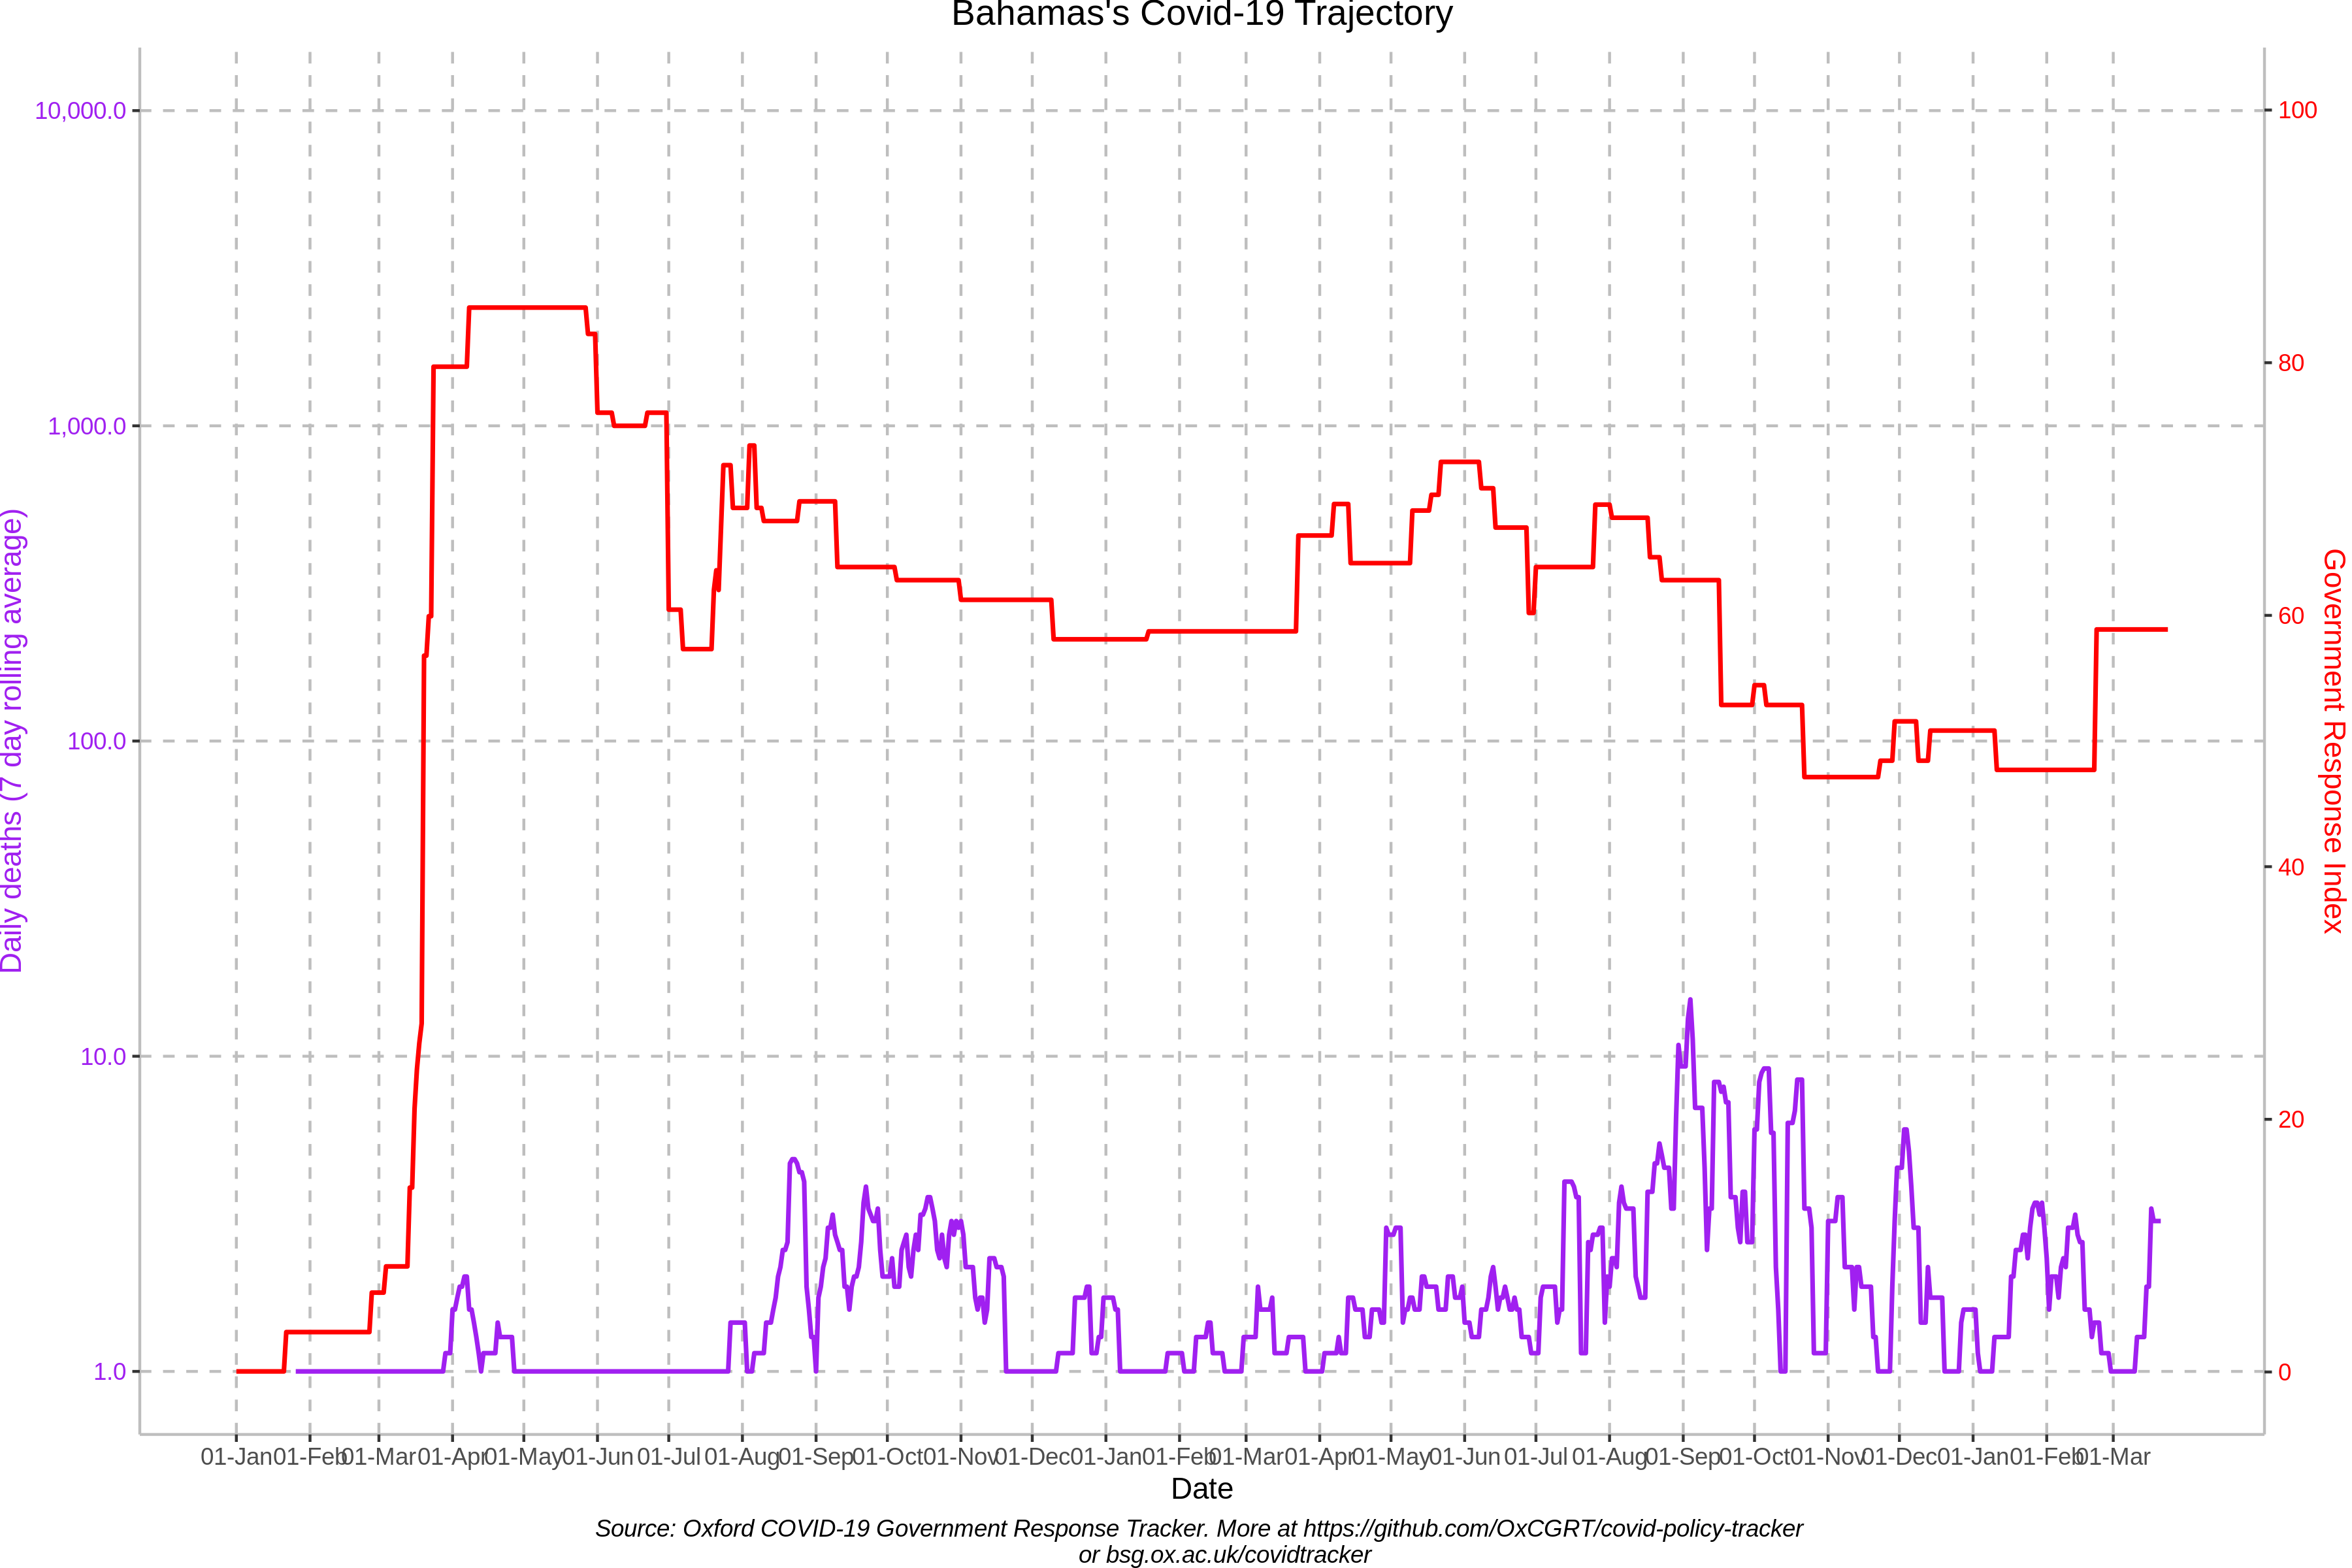 Bahamas's Covid-19 Trajectory
10,000.0
1,000.0
100.0
10.0
1.0
Daily deaths (7 day rolling average)
100
80
60
40
20
0
Government Response Index
01-Jan 01-Feb 01-Mar 01-Apr 01-May 01-Jun 01-Jul 01-Aug 01-Sep 01-Oct 01-Nov 01-Dec 01-Jan 01-Feb 01-Mar 01-Apr 01-May 01-Jun 01-Jul 01-Aug 01-Sep 01-Oct 01-Nov 01-Dec 01-Jan 01-Feb 01-Mar
Date
Source: Oxford COVID-19 Government Response Tracker. More at https://github.com/OxCGRT/covid-policy-tracker
or bsg.ox.ac.uk/covidtracker